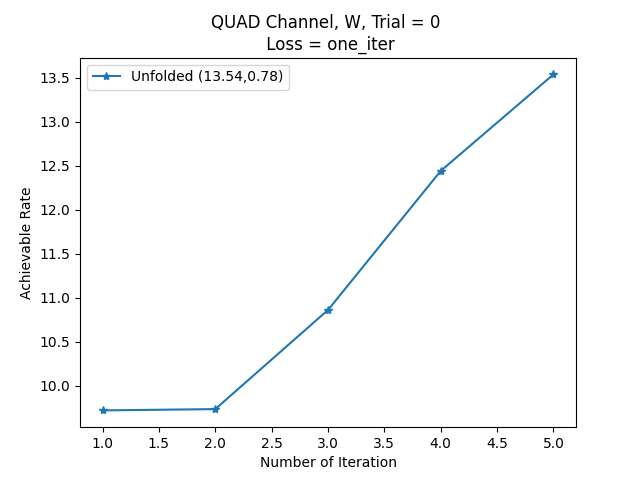 QUAD Channel, W, Trial = 0
Loss = one_iter
Unfolded (13.54,0.78)
Achievable Rate
13.5
13.0
12.5
12.0
11.5
11.0
10.5
10.0
1.0 1.5 2.0 2.5 3.0 3.5 4.0 4.5 5.0
Number of Iteration